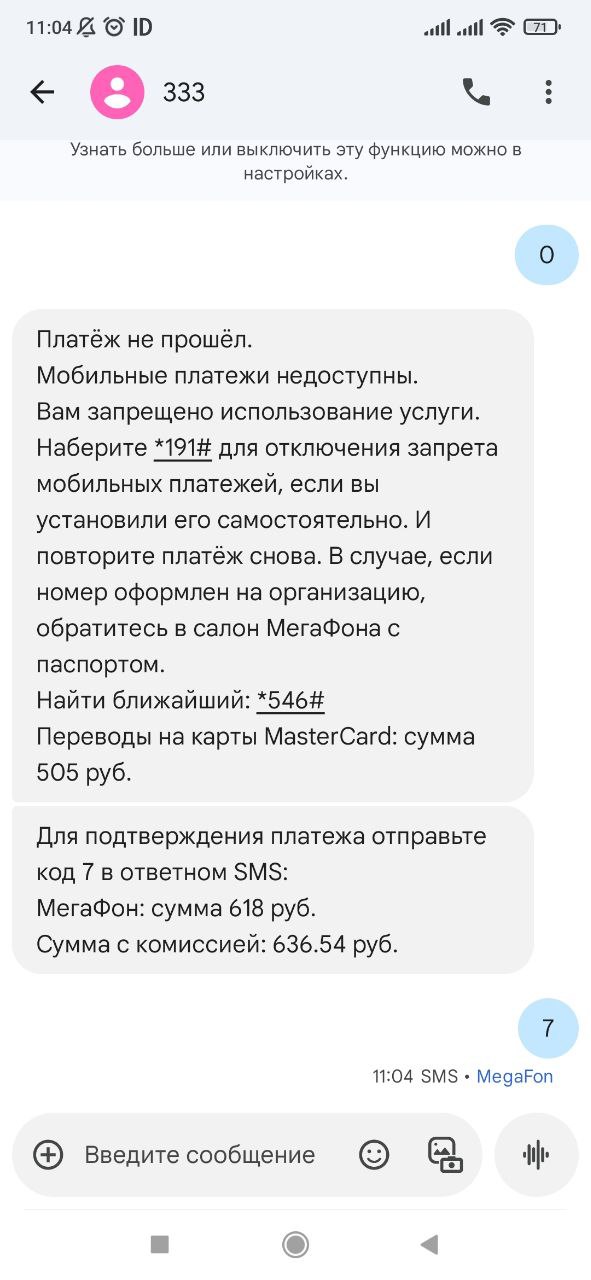 11:04 ID 71
333
Узнать больше или выключить эту функцию можно в
настройках.
0
Платёж не прошёл.
Мобильные платежи недоступны.
Вам запрещено использование услуги.
Наберите *191# для отключения запрета
мобильных платежей, если вы
установили его самостоятельно. И
повторите платёж снова. В случае, если
номер оформлен на организацию,
обратитесь в салон МегаФона с
паспортом.
Найти ближайший: *546#
Переводы на карты MasterCard: сумма
505 руб.
Для подтверждения платежа отправьте
код 7 в ответном SMS:
МегаФон: сумма 618 руб.
Сумма с комиссией: 636.54 руб.
7
11:04 SMS • MegaFon
Введите сообщение